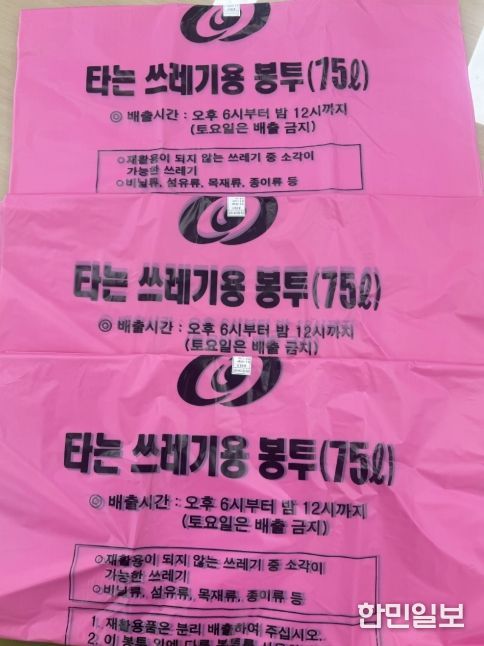 타는 쓰레기용 봉투(75ℓ)
◎ 배출시간 : 오후 6시부터 밤 12시까지
(토요일은 배출 금지)
○재활용이 되지 않는 쓰레기 중 소각이
가능한 쓰레기
○비닐류, 섬유류, 목재류, 종이류 등
타는 쓰레기용 봉투(75ℓ)
◎ 배출시간 : 오후 6시부터 밤 12시까지
(토요일은 배출 금지)
타는 쓰레기용 봉투(75ℓ)
◎ 배출시간 : 오후 6시부터 밤 12시까지
(토요일은 배출 금지)
○재활용이 되지 않는 쓰레기 중 소각이
가능한 쓰레기
○비닐류, 섬유류, 목재류, 종이류 등
1. 재활용품은 분리 배출하여 주십시오.
2. 이 봉투 안에 다른
한민일보